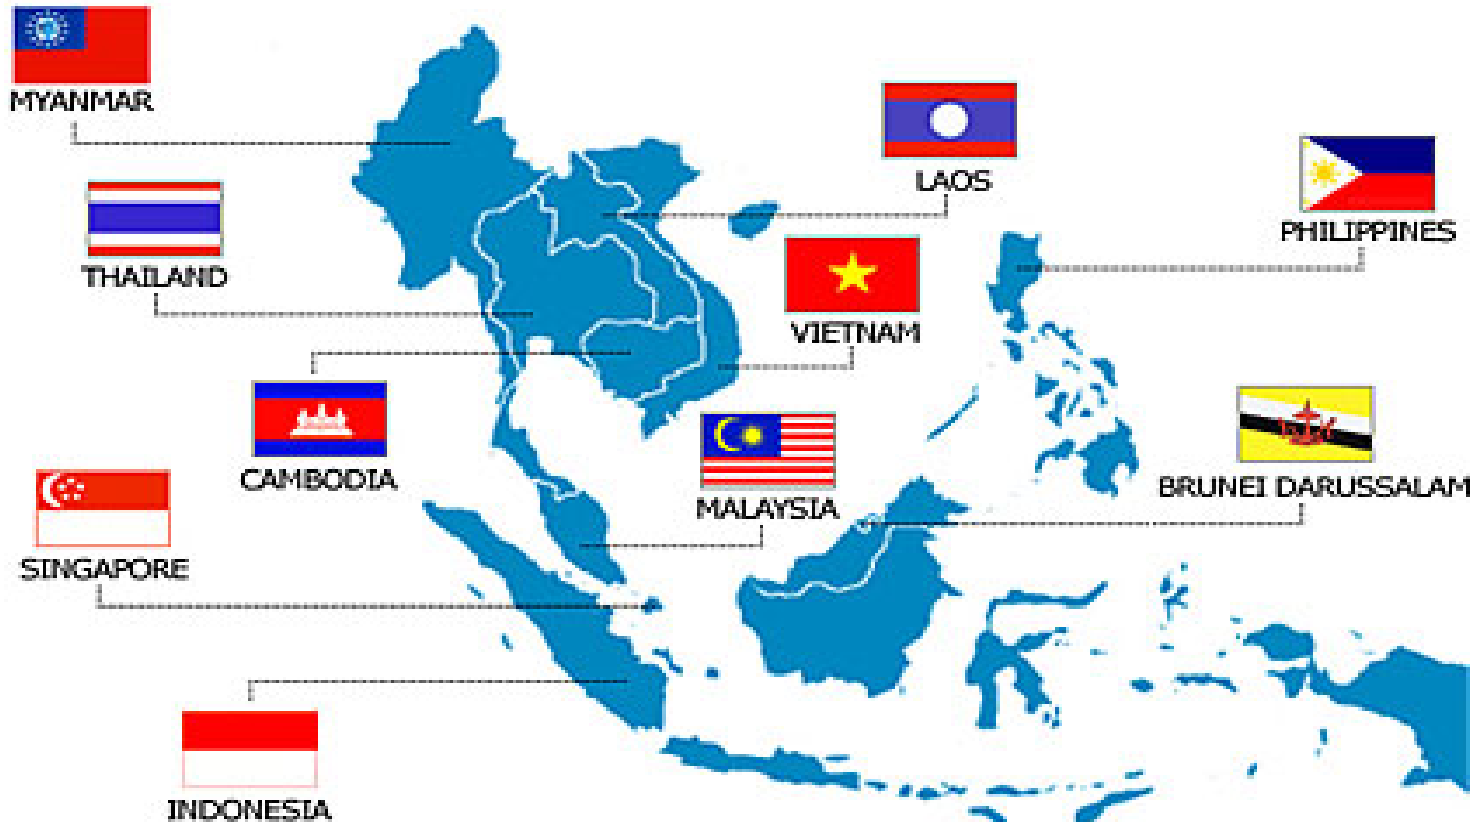 MYANMAR
LAOS
PHILIPPINES
THAILAND
VIETNAM
CAMBODIA
MALAYSIA
BRUNEI DARUSSALAM
SINGAPORE
INDONESIA